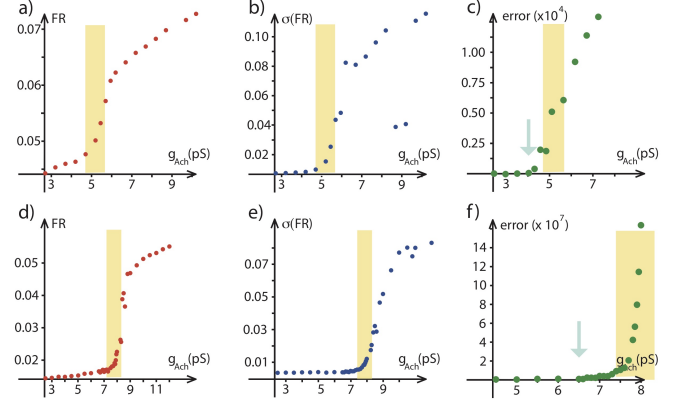 a) FR
0.07
0.05
g_Ach(pS)
3 5 7 9
b) σ(FR)
0.10
0.08
0.06
0.04
0.02
g_Ach(pS)
3 5 7 9
c) error (x10^4)
1.00
0.75
0.50
0.25
g_Ach(pS)
3 5 7
d) FR
0.05
0.04
0.03
0.02
g_Ach(pS)
3 5 7 8 9 11
e) σ(FR)
0.07
0.05
0.03
0.01
g_Ach(pS)
3 5 7 9
f) error (x 10^7)
14
12
10
8
6
4
2
g_Ach(pS)
5 6 7 8